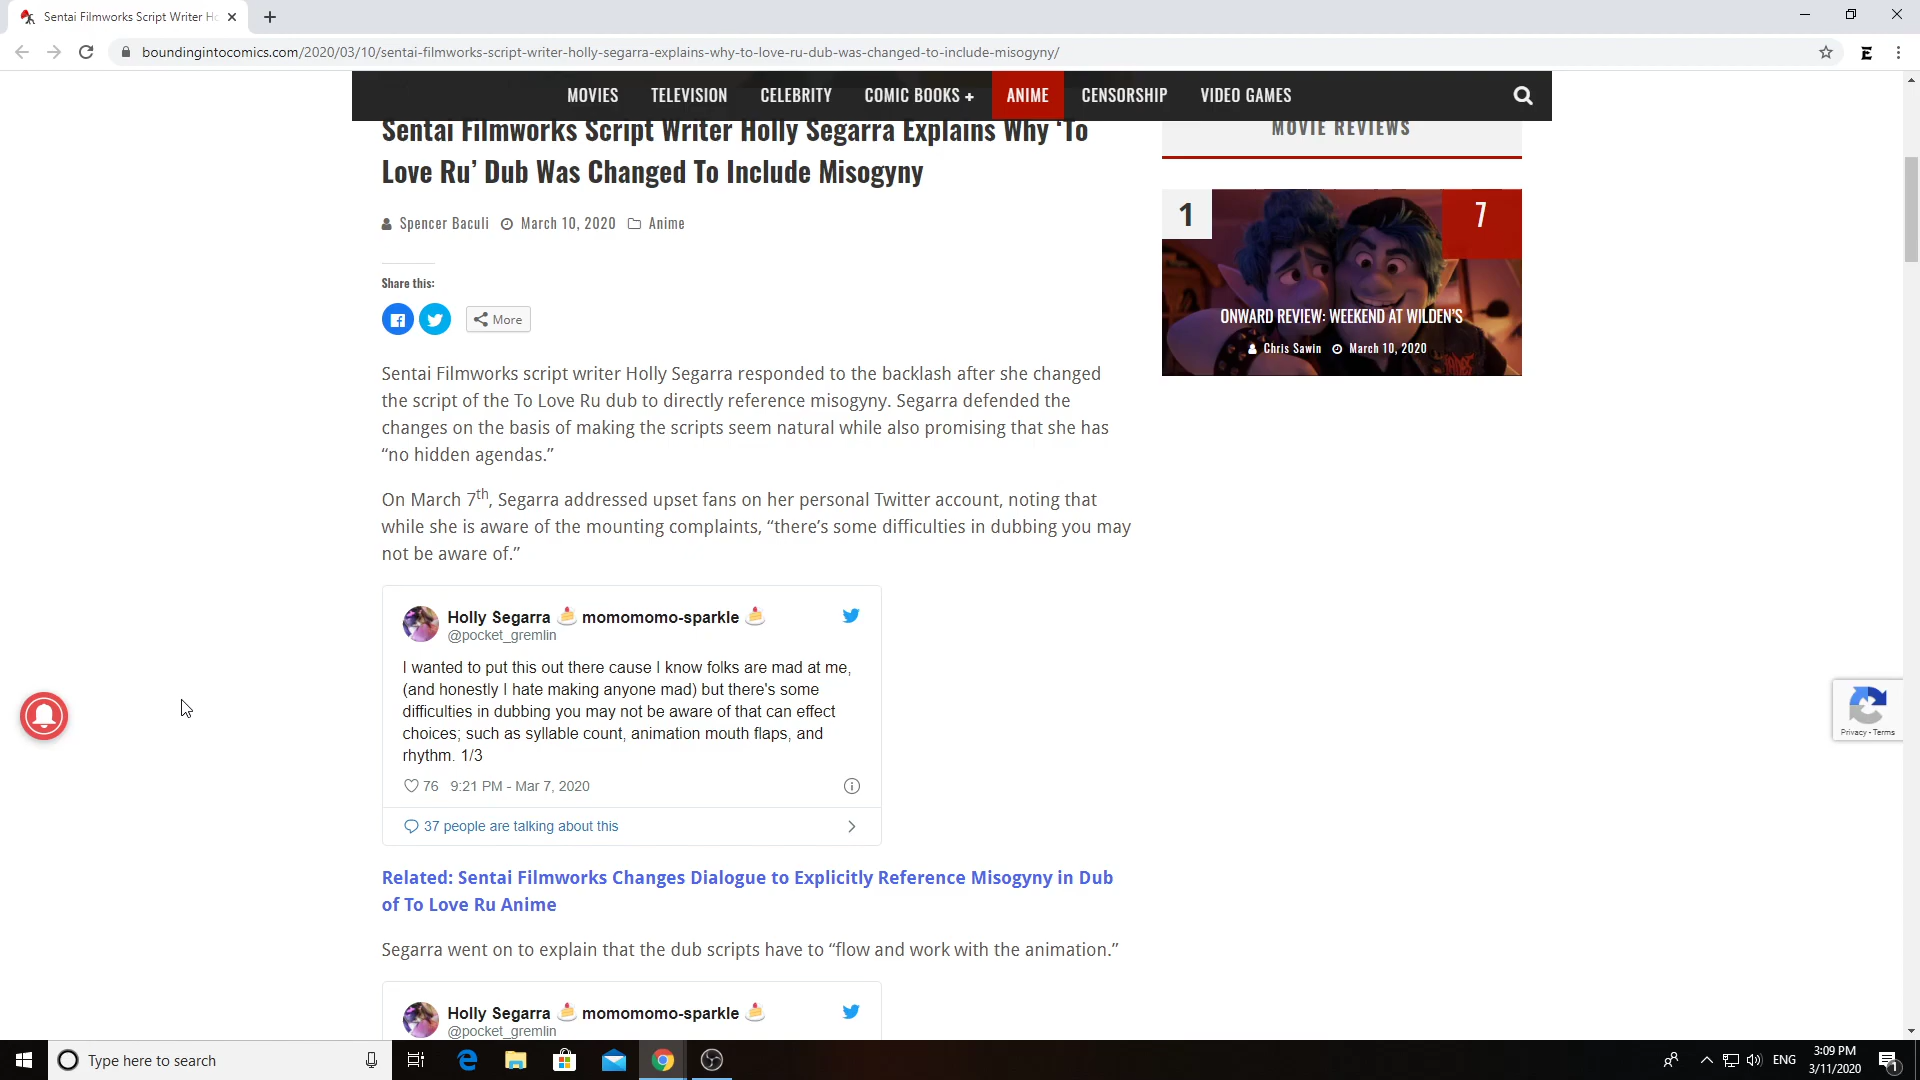 Sentai Filmworks Script Writer Ho
boundingintocomics.com/2020/03/10/sentai-filmworks-script-writer-holly-segarra-explains-why-to-love-ru-dub-was-changed-to-include-misogyny/
MOVIES TELEVISION CELEBRITY COMIC BOOKS + ANIME CENSORSHIP VIDEO GAMES
Sentai Filmworks Script Writer Holly Segarra Explains Why ‘To
Love Ru’ Dub Was Changed To Include Misogyny
Spencer Baculi March 10, 2020 Anime
Share this:
More
Sentai Filmworks script writer Holly Segarra responded to the backlash after she changed
the script of the To Love Ru dub to directly reference misogyny. Segarra defended the
changes on the basis of making the scripts seem natural while also promising that she has
“no hidden agendas.”
On March 7th, Segarra addressed upset fans on her personal Twitter account, noting that
while she is aware of the mounting complaints, “there’s some difficulties in dubbing you may
not be aware of.”
Holly Segarra 🍰 momomomo-sparkle 🍰
@pocket_gremlin
I wanted to put this out there cause I know folks are mad at me,
(and honestly I hate making anyone mad) but there's some
difficulties in dubbing you may not be aware of that can effect
choices; such as syllable count, animation mouth flaps, and
rhythm. 1/3
76 9:21 PM - Mar 7, 2020
37 people are talking about this
Related: Sentai Filmworks Changes Dialogue to Explicitly Reference Misogyny in Dub
of To Love Ru Anime
Segarra went on to explain that the dub scripts have to “flow and work with the animation.”
Holly Segarra 🍰 momomomo-sparkle 🍰
@pocket_gremlin
MOVIE REVIEWS
1
7
ONWARD REVIEW: WEEKEND AT WILDEN'S
Chris Sawin March 10, 2020
Privacy - Terms
Type here to search
ENG
3:09 PM
3/11/2020
1